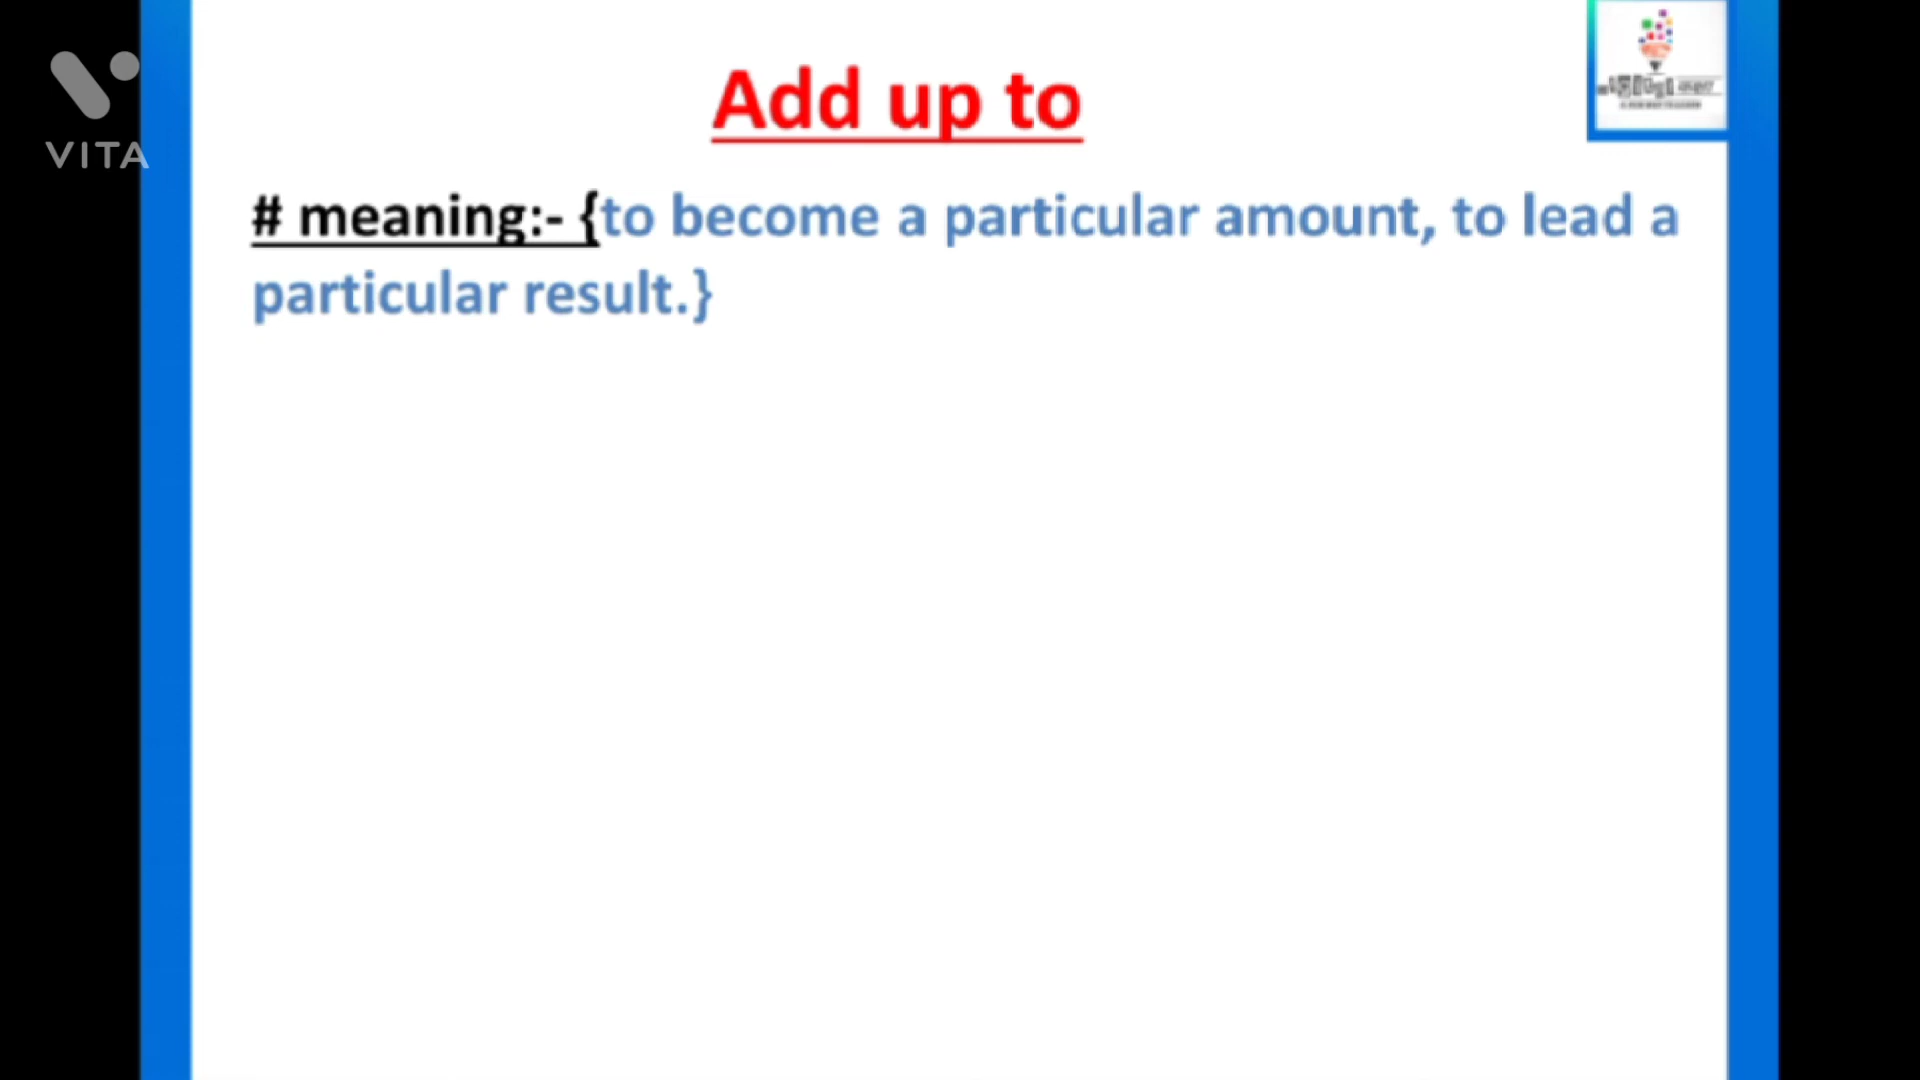 VITA
Add up to
# meaning:- {to become a particular amount, to lead a
particular result.}